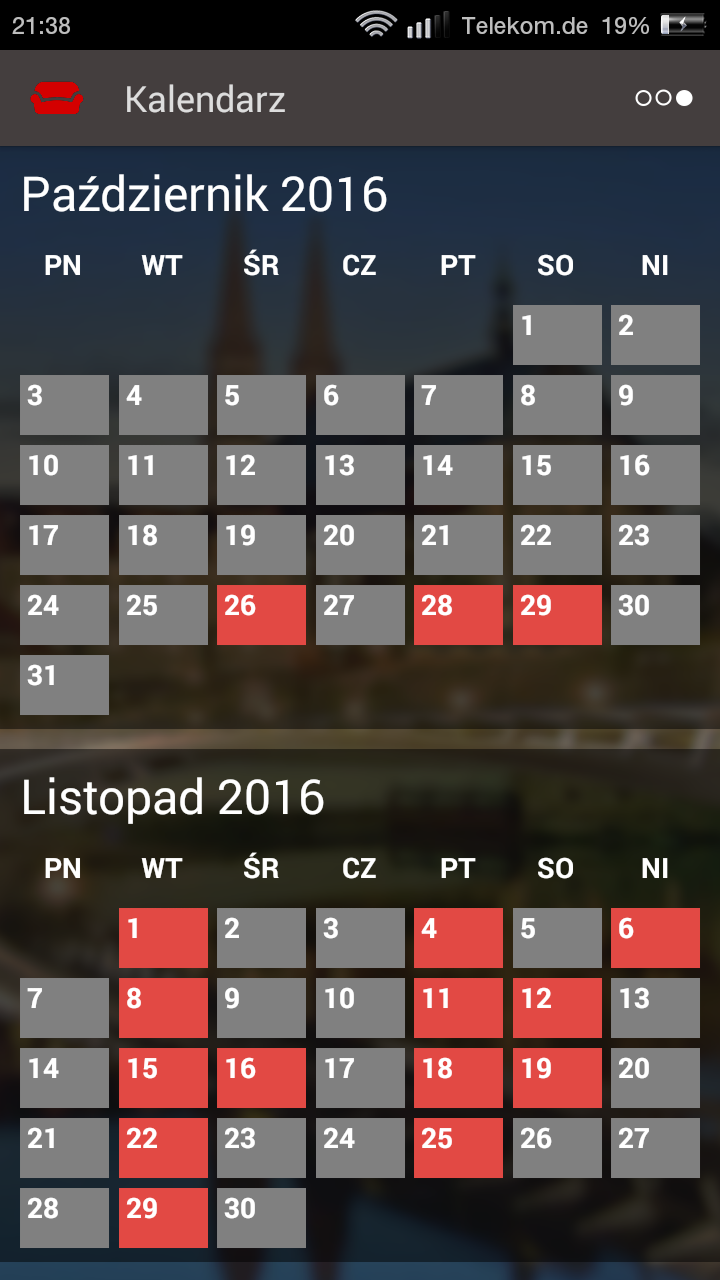 21:38 Telekom.de 19%
Kalendarz
Październik 2016
PN WT ŚR CZ PT SO NI
1 2
3 4 5 6 7 8 9
10 11 12 13 14 15 16
17 18 19 20 21 22 23
24 25 26 27 28 29 30
31
Listopad 2016
PN WT ŚR CZ PT SO NI
1 2 3 4 5 6
7 8 9 10 11 12 13
14 15 16 17 18 19 20
21 22 23 24 25 26 27
28 29 30